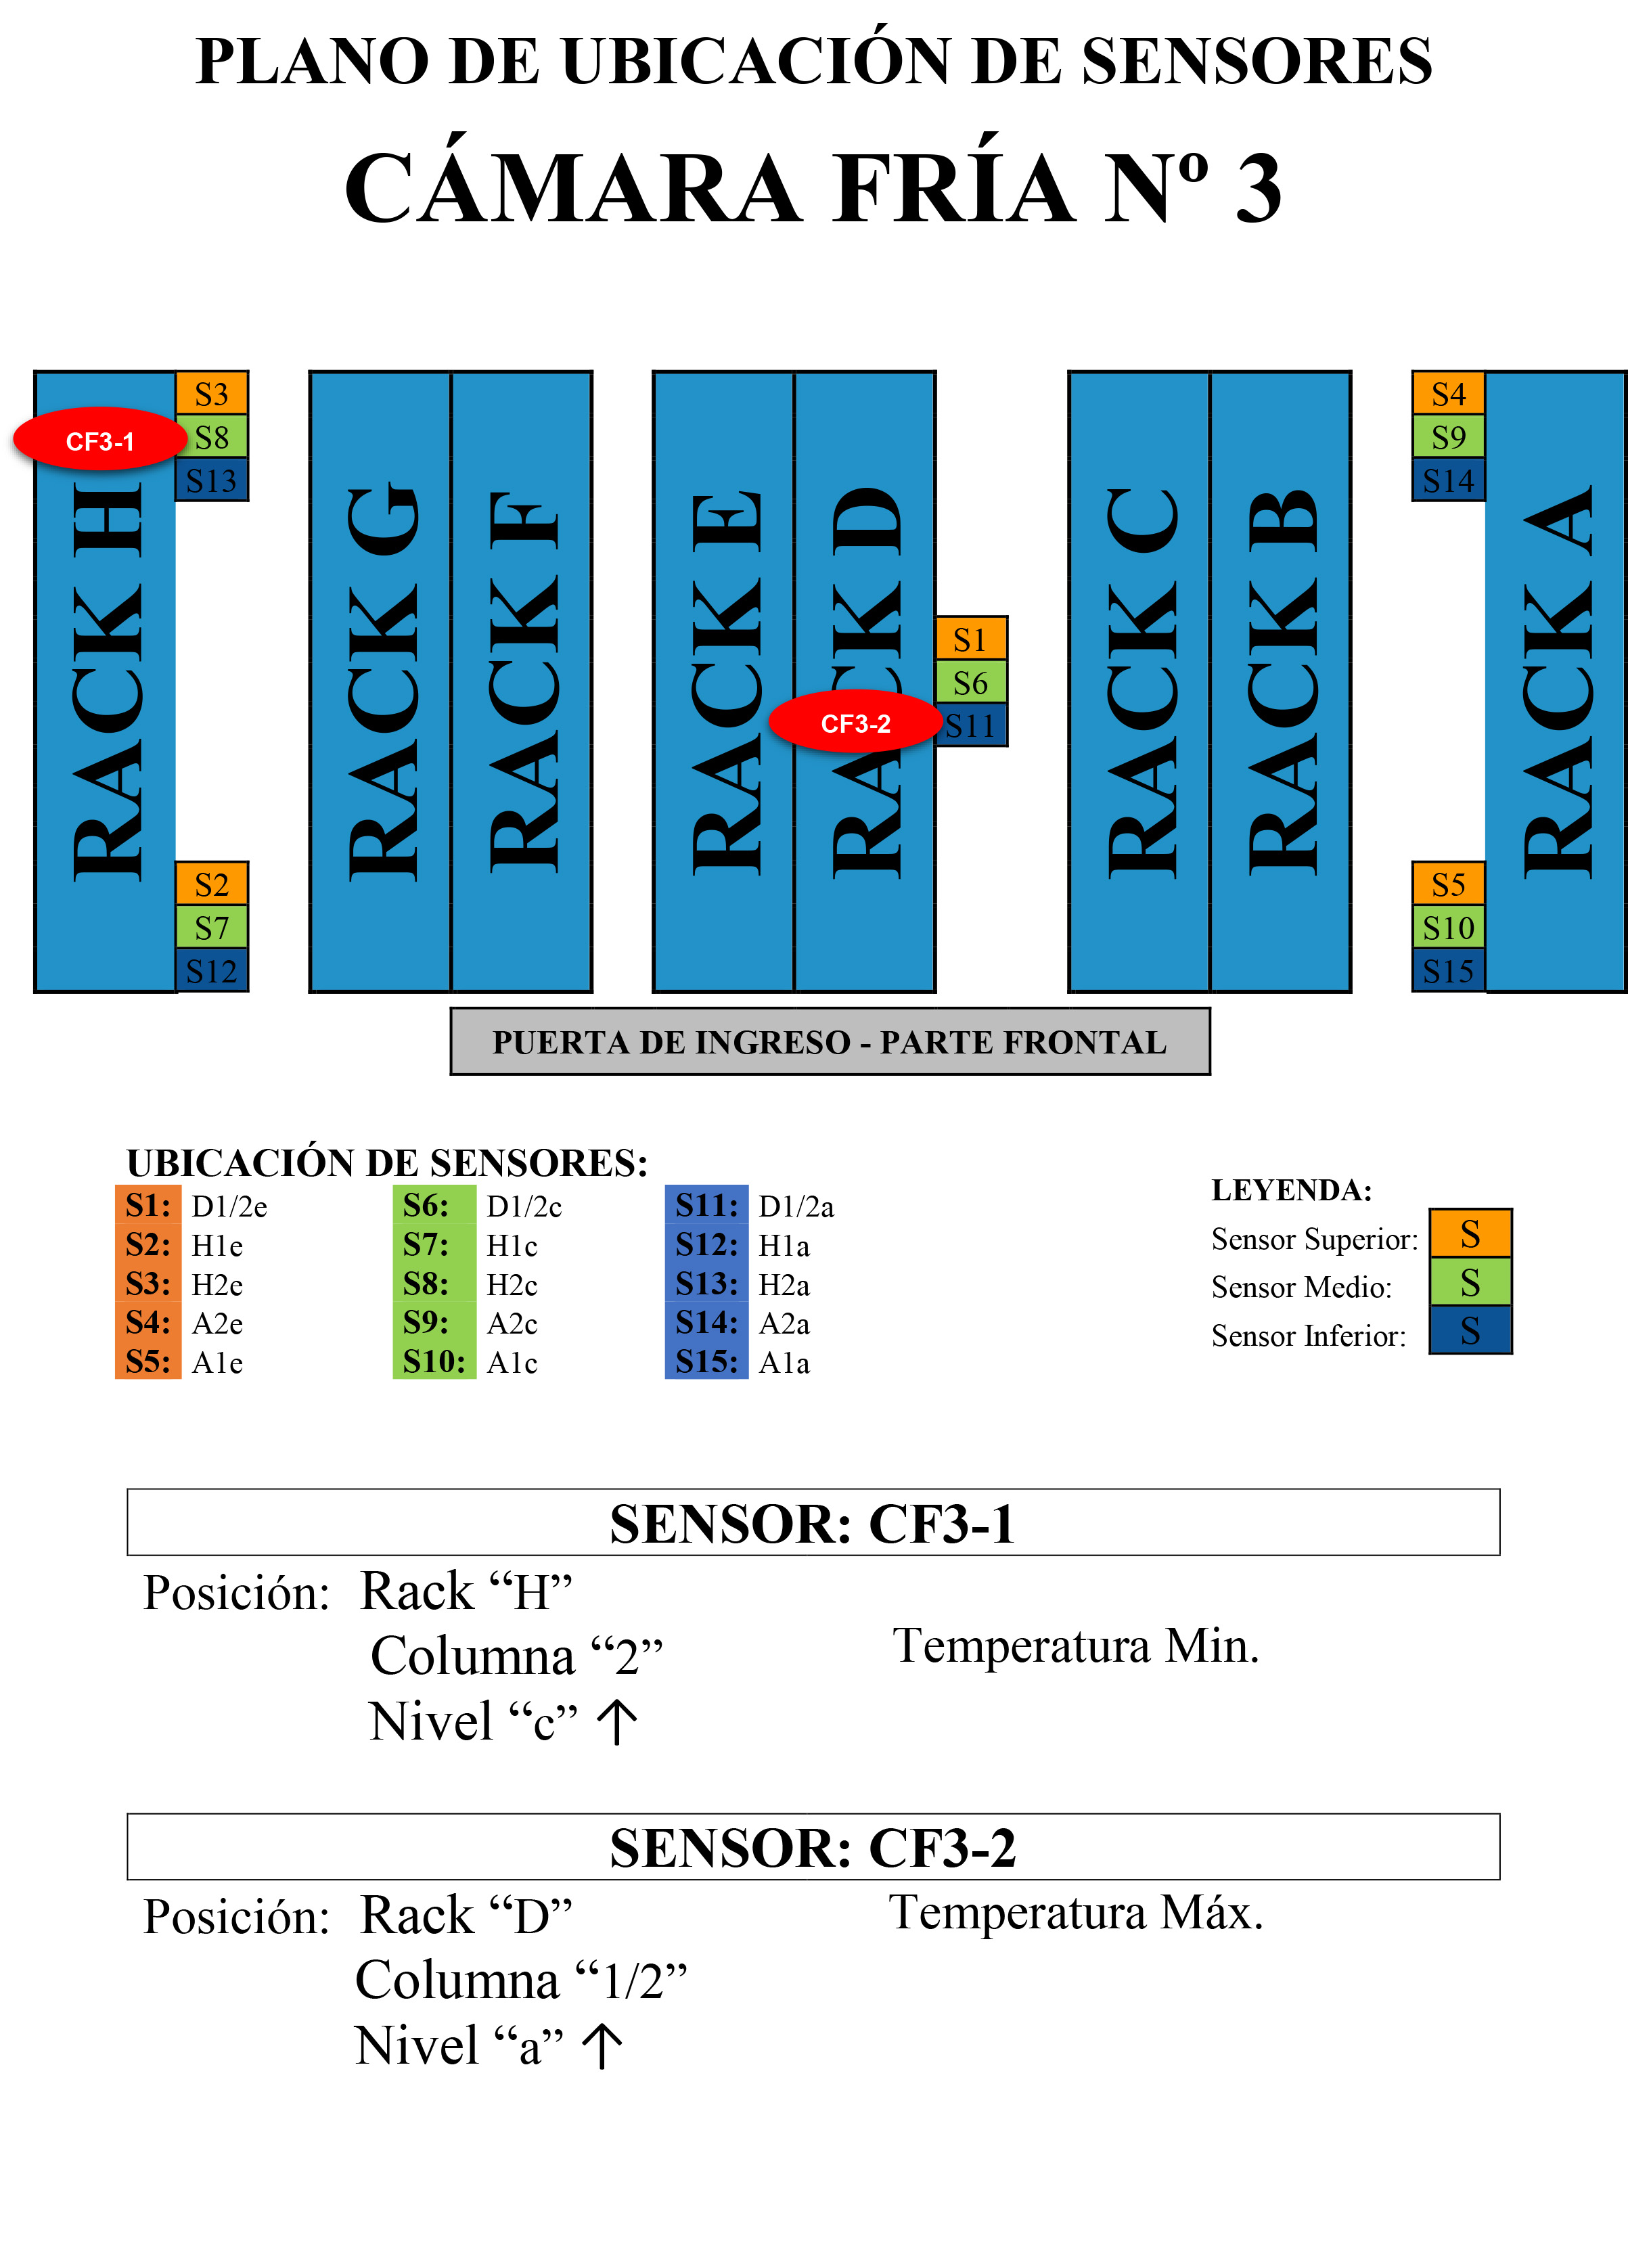 PLANO DE UBICACIÓN DE SENSORES
CÁMARA FRÍA Nº 3
RACK H
RACK G
RACK F
RACK E
RACK D
RACK C
RACK B
RACK A
S3
S8
S13
CF3-1
S2
S7
S12
S1
S6
S11
CF3-2
S4
S9
S14
S5
S10
S15
PUERTA DE INGRESO - PARTE FRONTAL
UBICACIÓN DE SENSORES:
S1: D1/2e
S2: H1e
S3: H2e
S4: A2e
S5: A1e
S6: D1/2c
S7: H1c
S8: H2c
S9: A2c
S10: A1c
S11: D1/2a
S12: H1a
S13: H2a
S14: A2a
S15: A1a
LEYENDA:
Sensor Superior: S
Sensor Medio: S
Sensor Inferior: S
SENSOR: CF3-1
Posición: Rack “H”
Columna “2”
Nivel “c” ↑
Temperatura Min.
SENSOR: CF3-2
Posición: Rack “D”
Columna “1/2”
Nivel “a” ↑
Temperatura Máx.